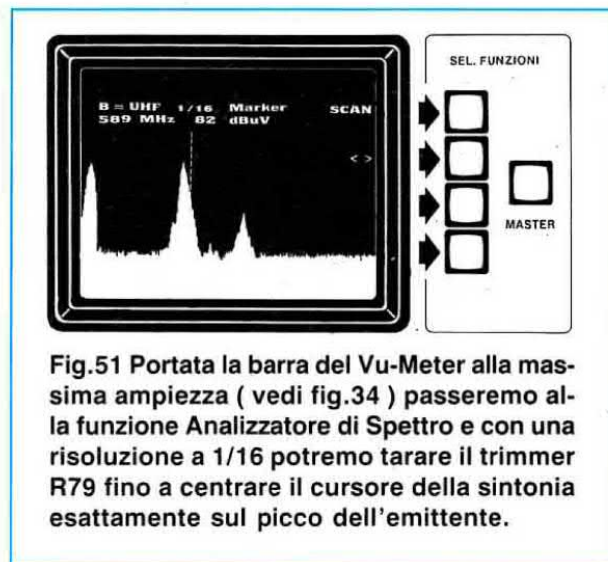 SEL. FUNZIONI
B = UHF 1/16 Marker SCAN
589 MHz 82 dBuV
< >
MASTER
Fig.51 Portata la barra del Vu-Meter alla mas-
sima ampiezza ( vedi fig.34 ) passeremo al-
la funzione Analizzatore di Spettro e con una
risoluzione a 1/16 potremo tarare il trimmer
R79 fino a centrare il cursore della sintonia
esattamente sul picco dell'emittente.